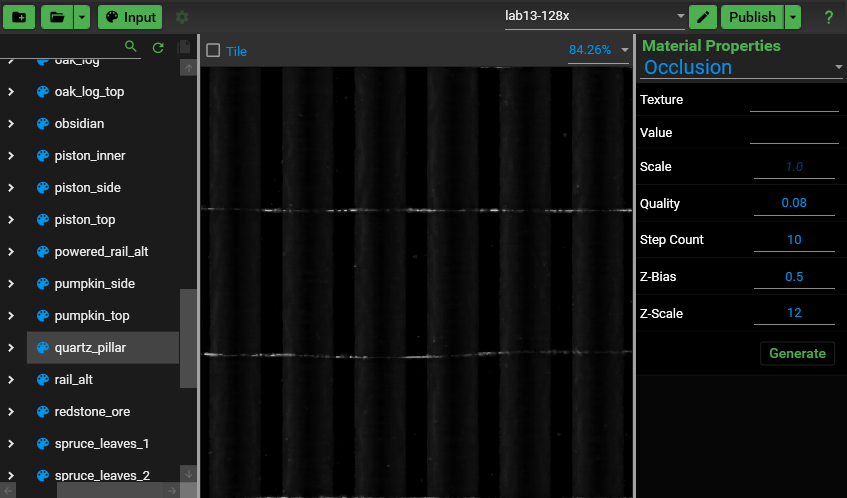 Input
lab13-128x
Publish
?
Tile
84.26%
Material Properties
Occlusion
oak_log
oak_log_top
obsidian
piston_inner
piston_side
piston_top
powered_rail_alt
pumpkin_side
pumpkin_top
quartz_pillar
rail_alt
redstone_ore
spruce_leaves_1
spruce_leaves_2
Texture
Value
Scale 1.0
Quality 0.08
Step Count 10
Z-Bias 0.5
Z-Scale 12
Generate